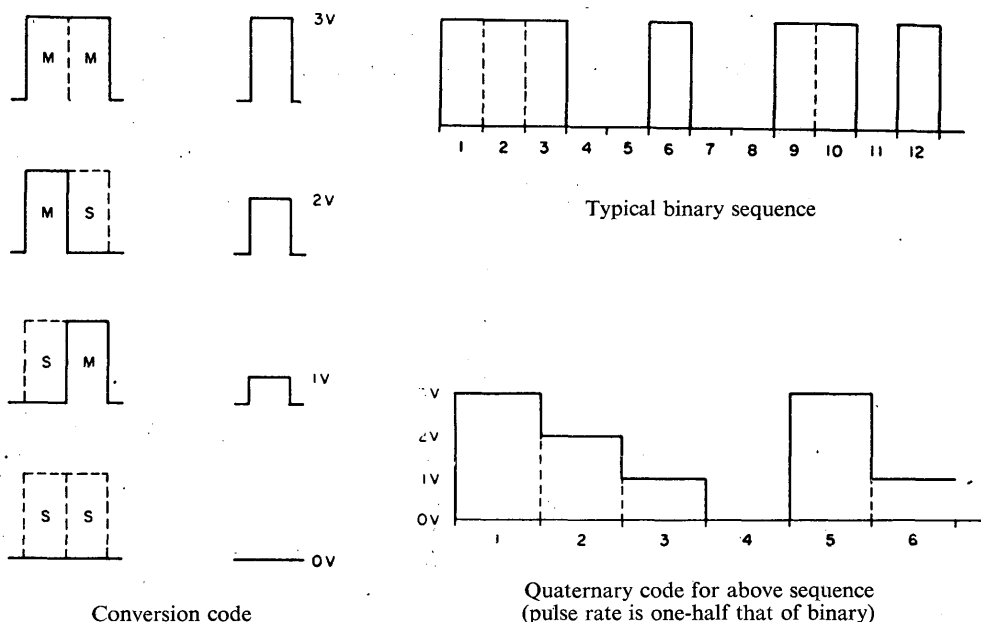 M M
3V
M S
2V
S M
1V
S S
0V
Conversion code
1 2 3 4 5 6 7 8 9 10 11 12
Typical binary sequence
V
2V
1V
0V
1 2 3 4 5 6
Quaternary code for above sequence
(pulse rate is one-half that of binary)